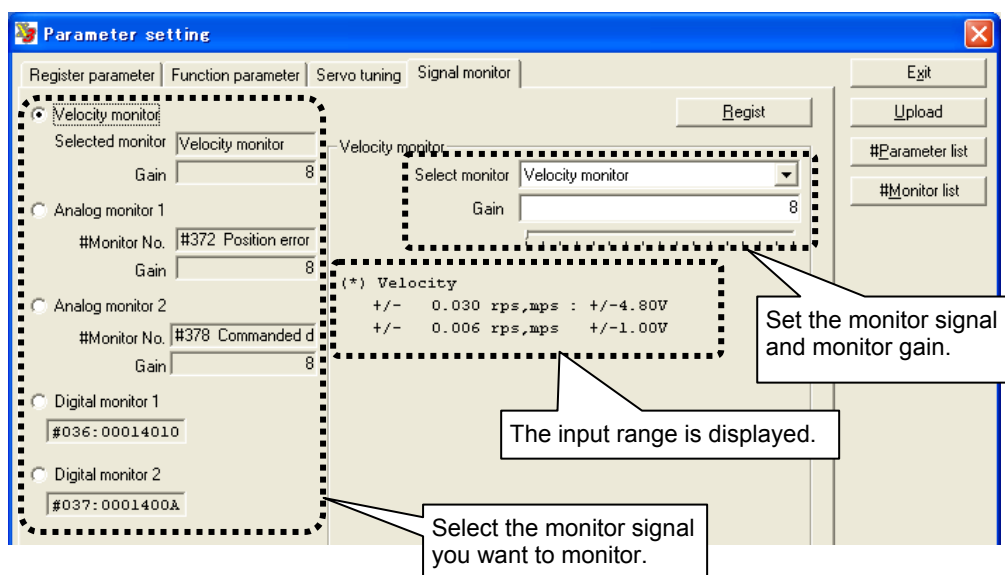 Parameter setting
Register parameter
Function parameter
Servo tuning
Signal monitor
Exit
Upload
#Parameter list
#Monitor list
Regist
Velocity monitor
Selected monitor Velocity monitor
Gain 8
Analog monitor 1
#Monitor No. #372 Position error
Gain 8
Analog monitor 2
#Monitor No. #378 Commanded d
Gain 8
Digital monitor 1
#036:00014010
Digital monitor 2
#037:0001400A
Velocity monitor
Select monitor Velocity monitor
Gain 8
(*) Velocity
+/- 0.030 rps,mps : +/-4.80V
+/- 0.006 rps,mps +/-1.00V
Set the monitor signal
and monitor gain.
The input range is displayed.
Select the monitor signal
you want to monitor.